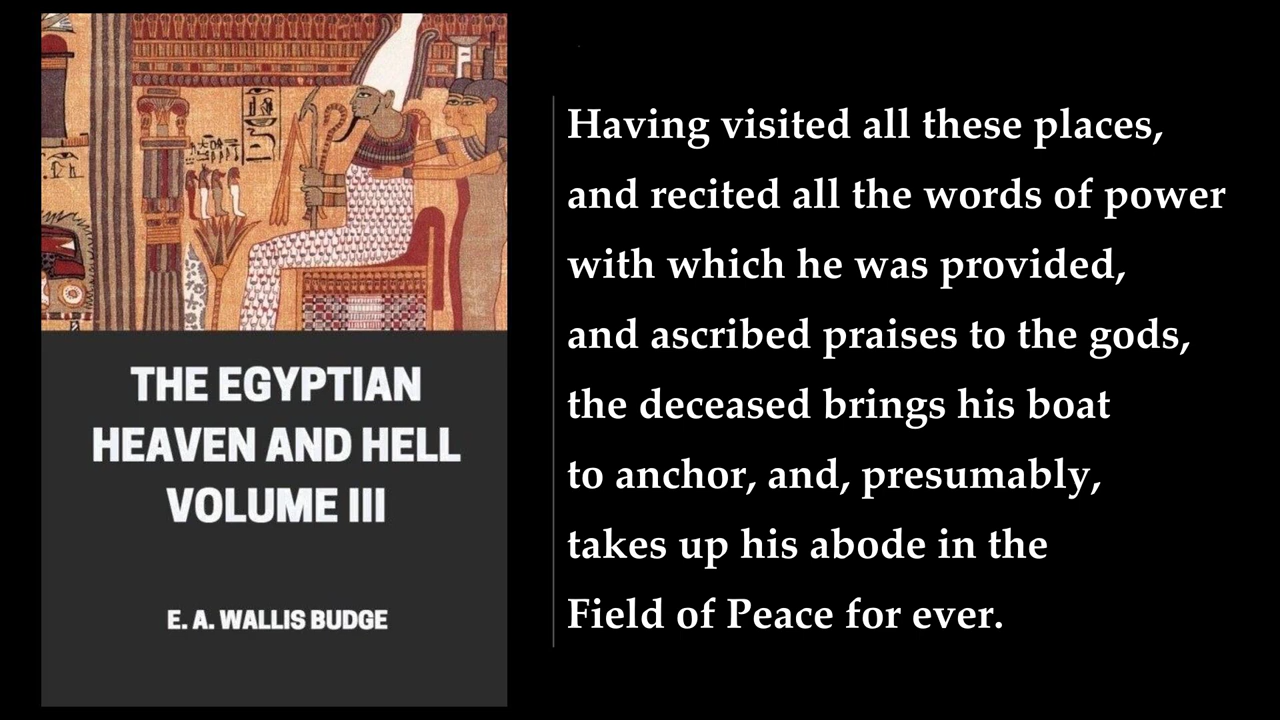 THE EGYPTIAN
HEAVEN AND HELL
VOLUME III
E. A. WALLIS BUDGE
Having visited all these places,
and recited all the words of power
with which he was provided,
and ascribed praises to the gods,
the deceased brings his boat
to anchor, and, presumably,
takes up his abode in the
Field of Peace for ever.